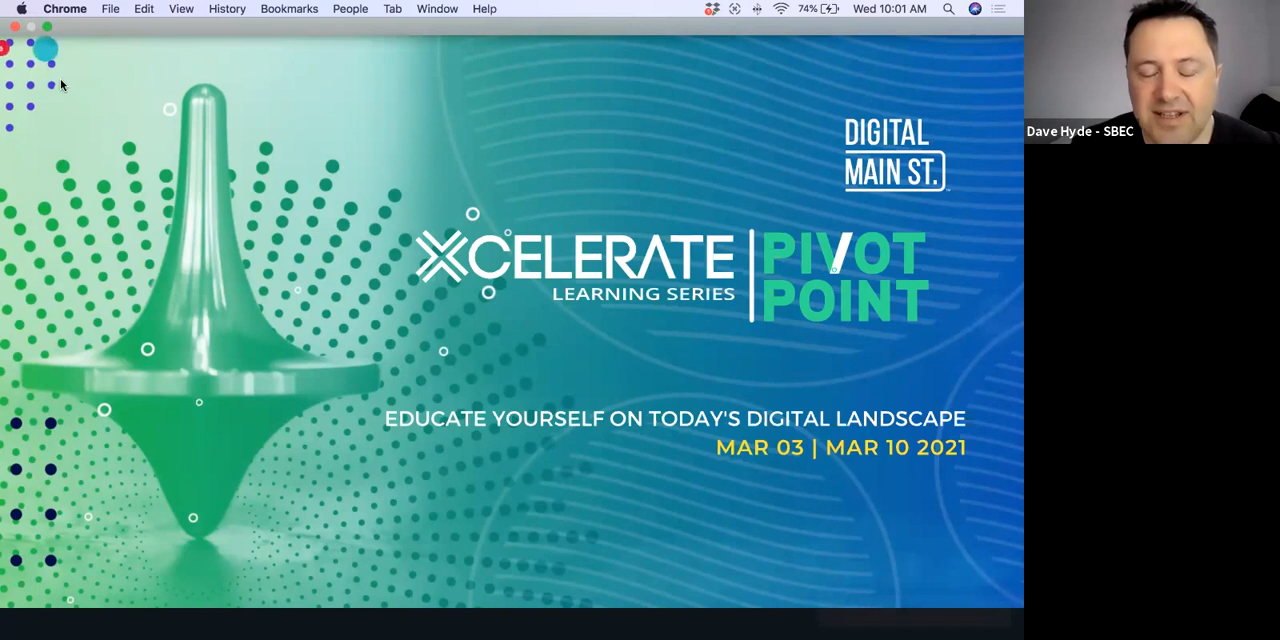 Chrome File Edit View History Bookmarks People Tab Window Help 74% Wed 10:01 AM
Dave Hyde - SBEC
DIGITAL
MAIN ST.
XCELERATE
LEARNING SERIES
PIVOT
POINT
EDUCATE YOURSELF ON TODAY'S DIGITAL LANDSCAPE
MAR 03 | MAR 10 2021